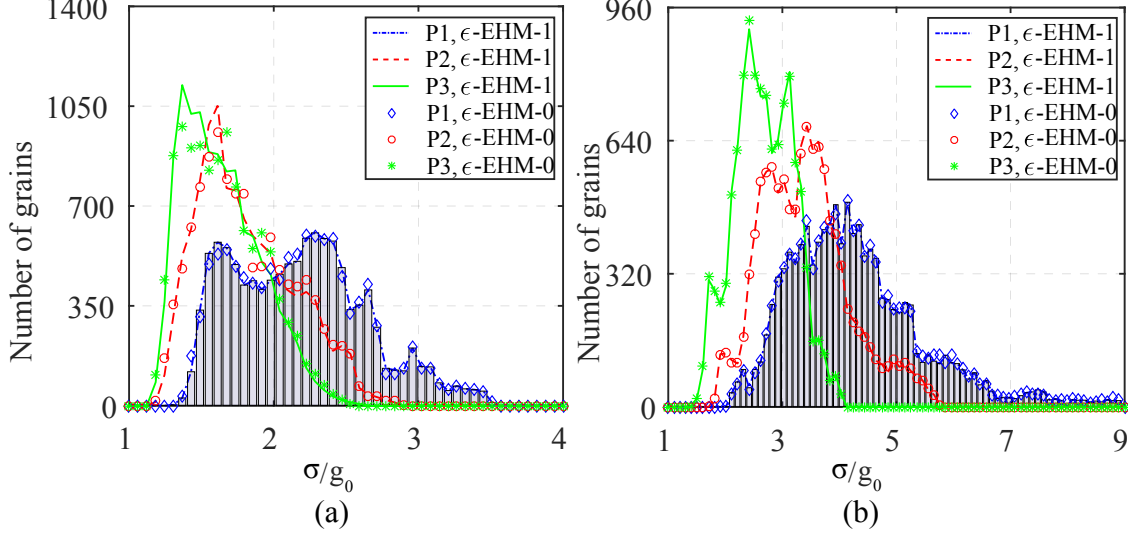 1400
1050
700
350
0
Number of grains
P1, ϵ-EHM-1
P2, ϵ-EHM-1
P3, ϵ-EHM-1
P1, ϵ-EHM-0
P2, ϵ-EHM-0
P3, ϵ-EHM-0
1 2 3 4
σ/g₀
(a)
960
640
320
0
Number of grains
P1, ϵ-EHM-1
P2, ϵ-EHM-1
P3, ϵ-EHM-1
P1, ϵ-EHM-0
P2, ϵ-EHM-0
P3, ϵ-EHM-0
1 3 5 7 9
σ/g₀
(b)